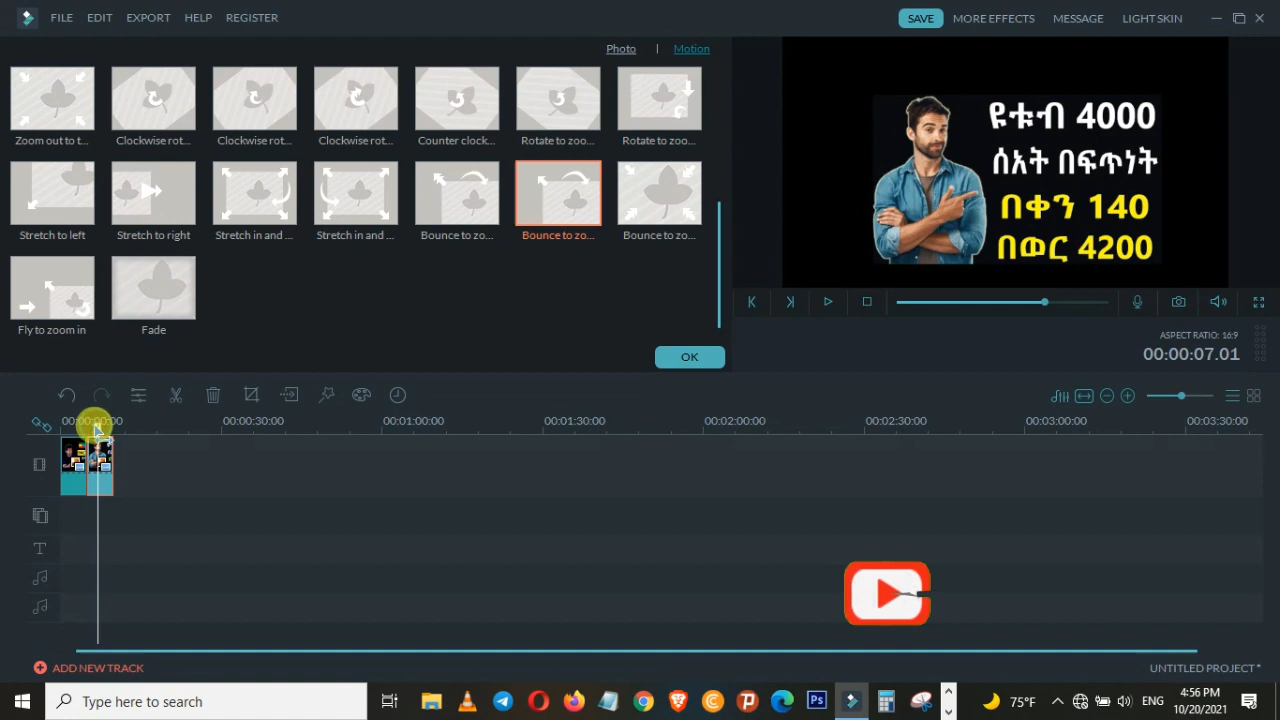 FILE EDIT EXPORT HELP REGISTER SAVE MORE EFFECTS MESSAGE LIGHT SKIN
Photo | Motion
Zoom out to t... Clockwise rot... Clockwise rot... Clockwise rot... Counter clock... Rotate to zoo... Rotate to zoo...
Stretch to left Stretch to right Stretch in and ... Stretch in and ... Bounce to zo... Bounce to zo... Bounce to zo...
Fly to zoom in Fade
OK
ዩቱብ 4000
ሰአት በፍጥነት
በቀን 140
በወር 4200
ASPECT RATIO: 16:9
00:00:07.01
00:00:00:00 00:00:30:00 00:01:00:00 00:01:30:00 00:02:00:00 00:02:30:00 00:03:00:00 00:03:30:00
T
ADD NEW TRACK UNTITLED PROJECT*
Type here to search
Ps
75°F
ENG
4:56 PM
10/20/2021